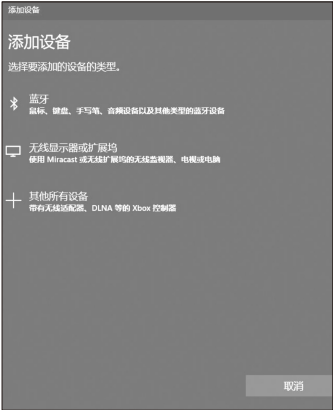 添加设备
添加设备
选择要添加的设备的类型。
蓝牙
鼠标、键盘、手写笔、音频设备以及其他类型的蓝牙设备
无线显示器或扩展坞
使用 Miracast 或无线扩展坞的无线监视器、电视或电脑
其他所有设备
带有无线适配器、DLNA 等的 Xbox 控制器
取消